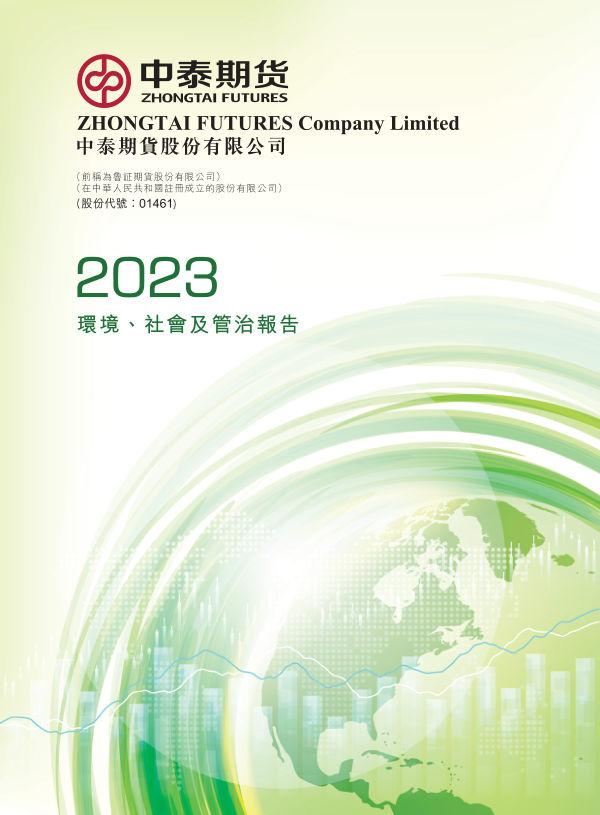 中泰期货
ZHONGTAI FUTURES
ZHONGTAI FUTURES Company Limited
中泰期貨股份有限公司
(前稱為魯証期貨股份有限公司)
(在中華人民共和國註冊成立的股份有限公司)
(股份代號：01461)
2023
環境、社會及管治報告